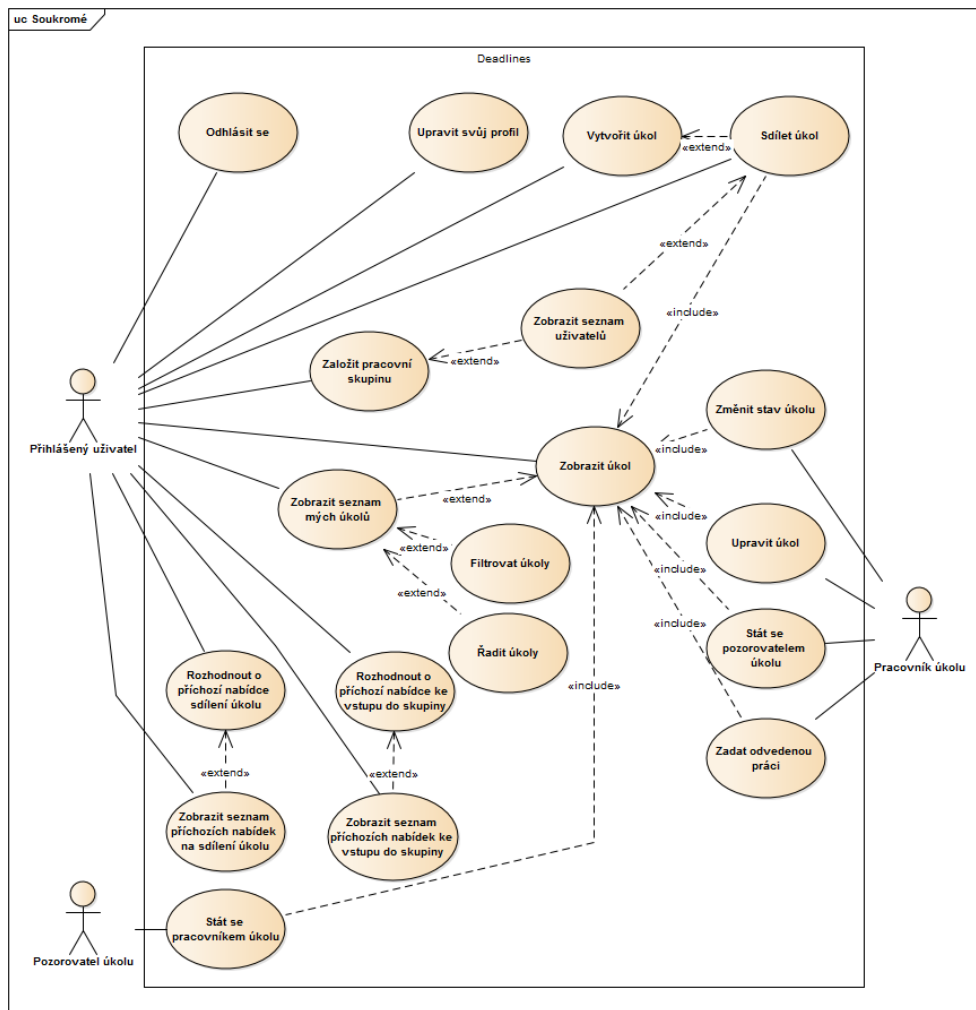 uc Soukromé
Deadlines
Odhlásit se
Upravit svůj profil
Vytvořit úkol
Sdílet úkol
«extend»
«extend»
«include»
Zobrazit seznam
uživatelů
Založit pracovní
skupinu
«extend»
Přihlášený uživatel
Změnit stav úkolu
Zobrazit úkol
«include»
Zobrazit seznam
mých úkolů
«extend»
«include»
Upravit úkol
«extend»
Filtrovat úkoly
«include»
«extend»
Řadit úkoly
«include»
Stát se
pozorovatelem
úkolu
Pracovník úkolu
Rozhodnout o
příchozí nabídce
sdílení úkolu
Rozhodnout o
příchozí nabídce ke
vstupu do skupiny
«include»
Zadat odvedenou
práci
«extend»
«extend»
Zobrazit seznam
příchozích nabídek
na sdílení úkolu
Zobrazit seznam
příchozích nabídek ke
vstupu do skupiny
Stát se
pracovníkem úkolu
Pozorovatel úkolu